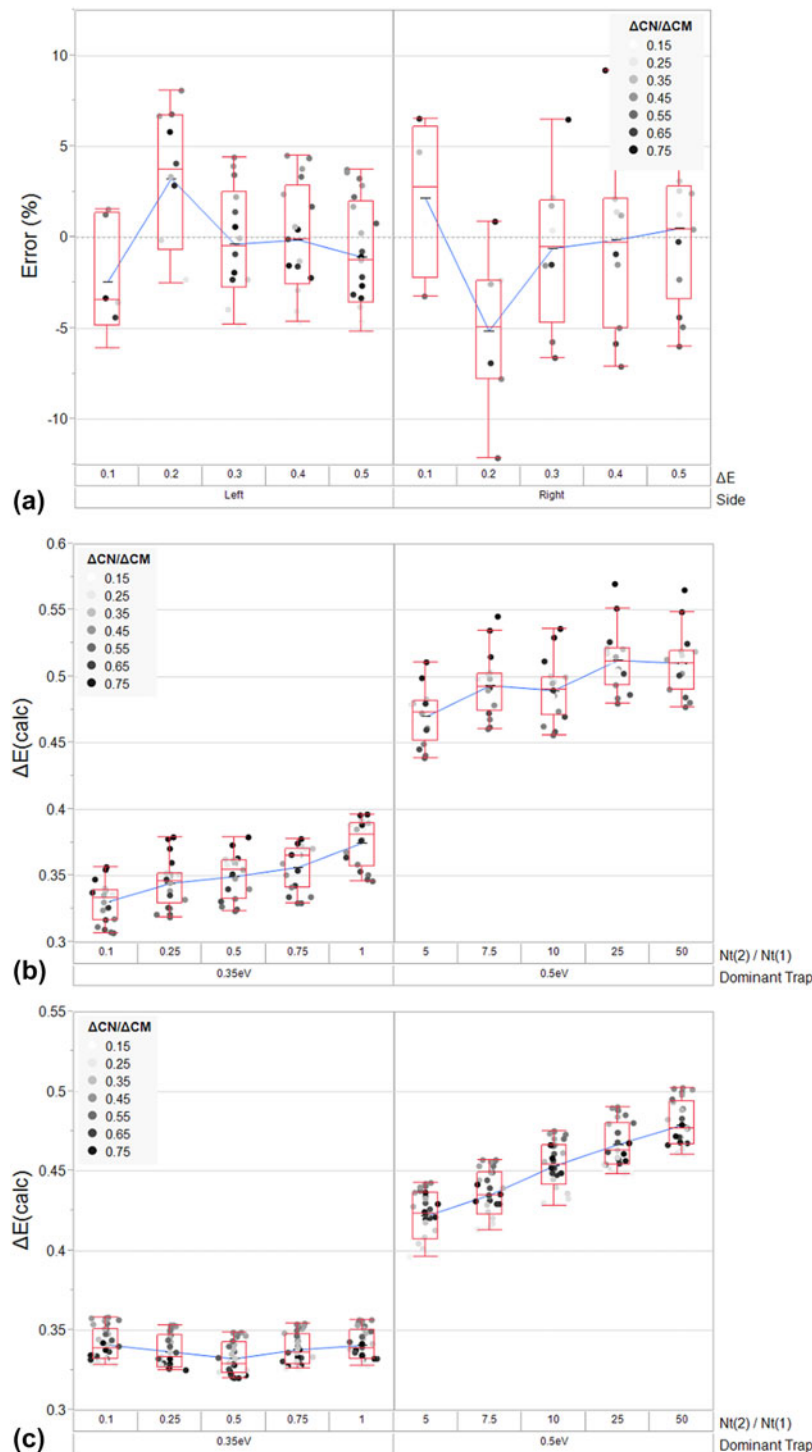 ΔCN/ΔCM
0.15
0.25
0.35
0.45
0.55
0.65
0.75
10
5
0
-5
-10
Error (%)
0.1 0.2 0.3 0.4 0.5 0.1 0.2 0.3 0.4 0.5 ΔE
Left Right Side
(a)
0.6
0.55
0.5
0.45
0.4
0.35
0.3
ΔE(calc)
ΔCN/ΔCM
0.15
0.25
0.35
0.45
0.55
0.65
0.75
0.1 0.25 0.5 0.75 1 5 7.5 10 25 50 Nt(2) / Nt(1)
0.35eV 0.5eV Dominant Trap
(b)
0.55
0.5
0.45
0.4
0.35
0.3
ΔE(calc)
ΔCN/ΔCM
0.15
0.25
0.35
0.45
0.55
0.65
0.75
0.1 0.25 0.5 0.75 1 5 7.5 10 25 50 Nt(2) / Nt(1)
0.35eV 0.5eV Dominant Trap
(c)